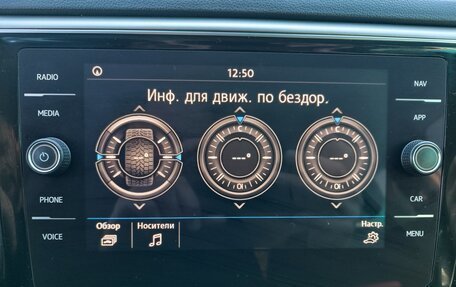 12:50
RADIO
NAV
Инф. для движ. по бездор.
MEDIA
APP
C
C
PHONE
CAR
Обзор
Носители
Настр.
VOICE
MENU